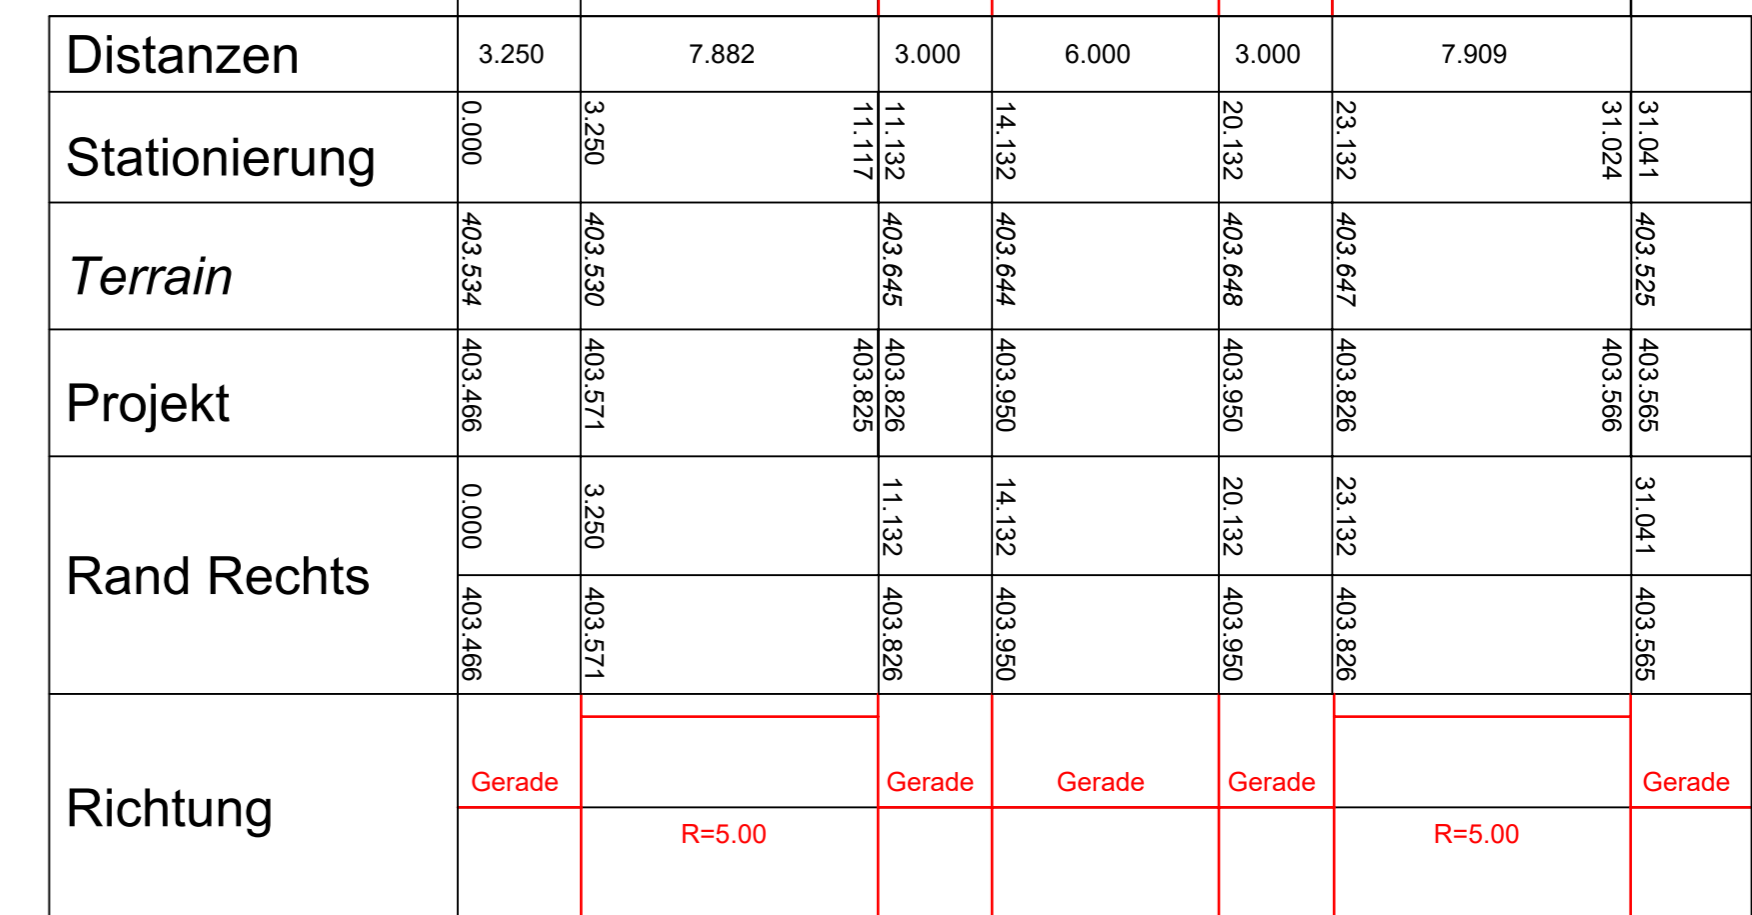 Distanzen 3.250 7.882 3.000 6.000 3.000 7.909
Stationierung 0.000 3.250 11.117 11.132 14.132 20.132 23.132 31.024 31.041
Terrain 403.534 403.530 403.645 403.644 403.648 403.647 403.525
Projekt 403.466 403.571 403.825 403.826 403.950 403.950 403.826 403.566 403.565
Rand Rechts 0.000 3.250 11.132 14.132 20.132 23.132 31.041
403.466 403.571 403.826 403.950 403.950 403.826 403.565
Richtung Gerade Gerade Gerade Gerade Gerade
R=5.00 R=5.00